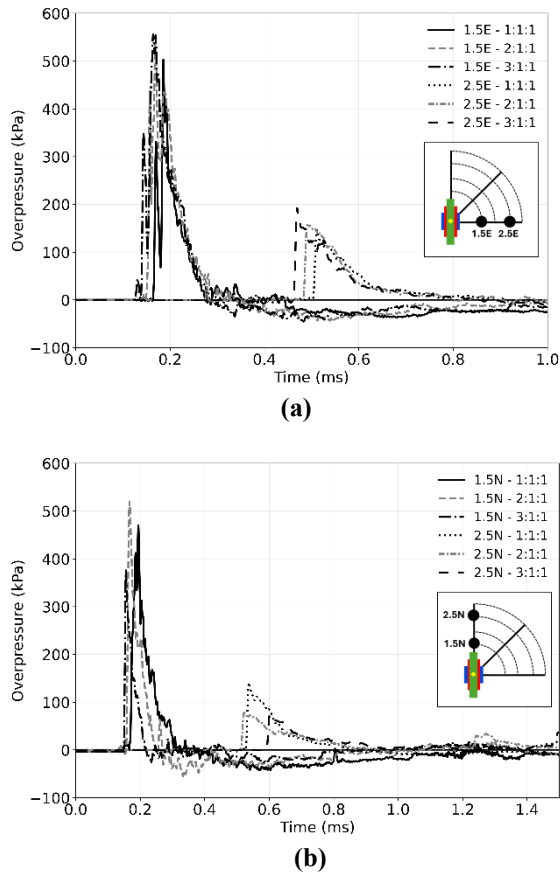 600
500
400
300
200
100
0
−100
Overpressure (kPa)
1.5E - 1:1:1
1.5E - 2:1:1
1.5E - 3:1:1
2.5E - 1:1:1
2.5E - 2:1:1
2.5E - 3:1:1
1.5E 2.5E
0.0 0.2 0.4 0.6 0.8 1.0
Time (ms)
(a)
600
500
400
300
200
100
0
−100
Overpressure (kPa)
1.5N - 1:1:1
1.5N - 2:1:1
1.5N - 3:1:1
2.5N - 1:1:1
2.5N - 2:1:1
2.5N - 3:1:1
2.5N
1.5N
0.0 0.2 0.4 0.6 0.8 1.0 1.2 1.4
Time (ms)
(b)